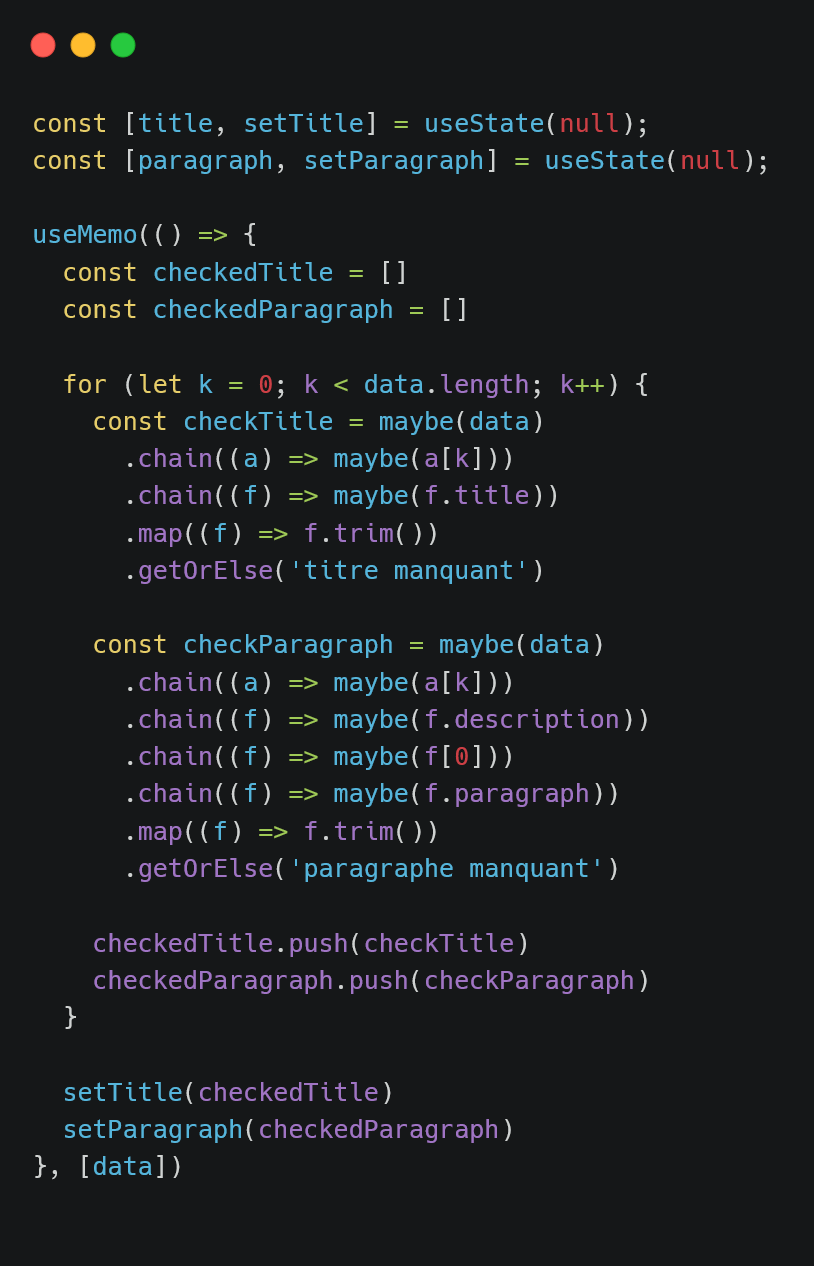 const [title, setTitle] = useState(null);
const [paragraph, setParagraph] = useState(null);

useMemo(() => {
  const checkedTitle = []
  const checkedParagraph = []

  for (let k = 0; k < data.length; k++) {
    const checkTitle = maybe(data)
      .chain((a) => maybe(a[k]))
      .chain((f) => maybe(f.title))
      .map((f) => f.trim())
      .getOrElse('titre manquant')

    const checkParagraph = maybe(data)
      .chain((a) => maybe(a[k]))
      .chain((f) => maybe(f.description))
      .chain((f) => maybe(f[0]))
      .chain((f) => maybe(f.paragraph))
      .map((f) => f.trim())
      .getOrElse('paragraphe manquant')

    checkedTitle.push(checkTitle)
    checkedParagraph.push(checkParagraph)
  }

  setTitle(checkedTitle)
  setParagraph(checkedParagraph)
}, [data])